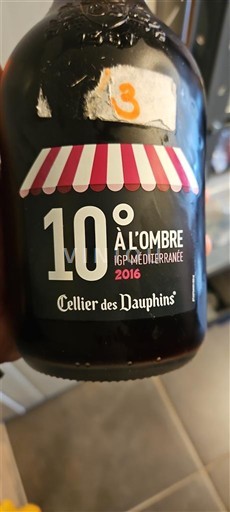 3
10°
À L'OMBRE
IGP MÉDITERRANÉE
2016
Cellier des Dauphins®